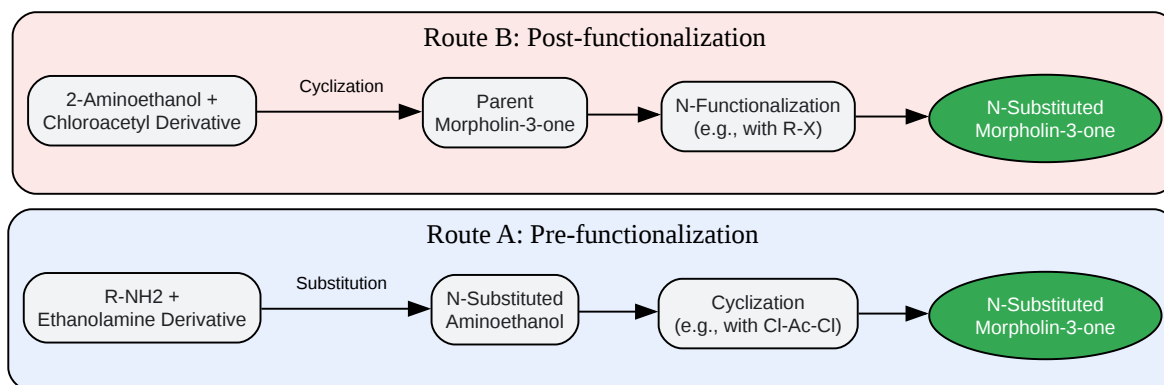 Route B: Post-functionalization
2-Aminoethanol +
Chloroacetyl Derivative
Cyclization
Parent
Morpholin-3-one
N-Functionalization
(e.g., with R-X)
N-Substituted
Morpholin-3-one
Route A: Pre-functionalization
R-NH2 +
Ethanolamine Derivative
Substitution
N-Substituted
Aminoethanol
Cyclization
(e.g., with Cl-Ac-Cl)
N-Substituted
Morpholin-3-one